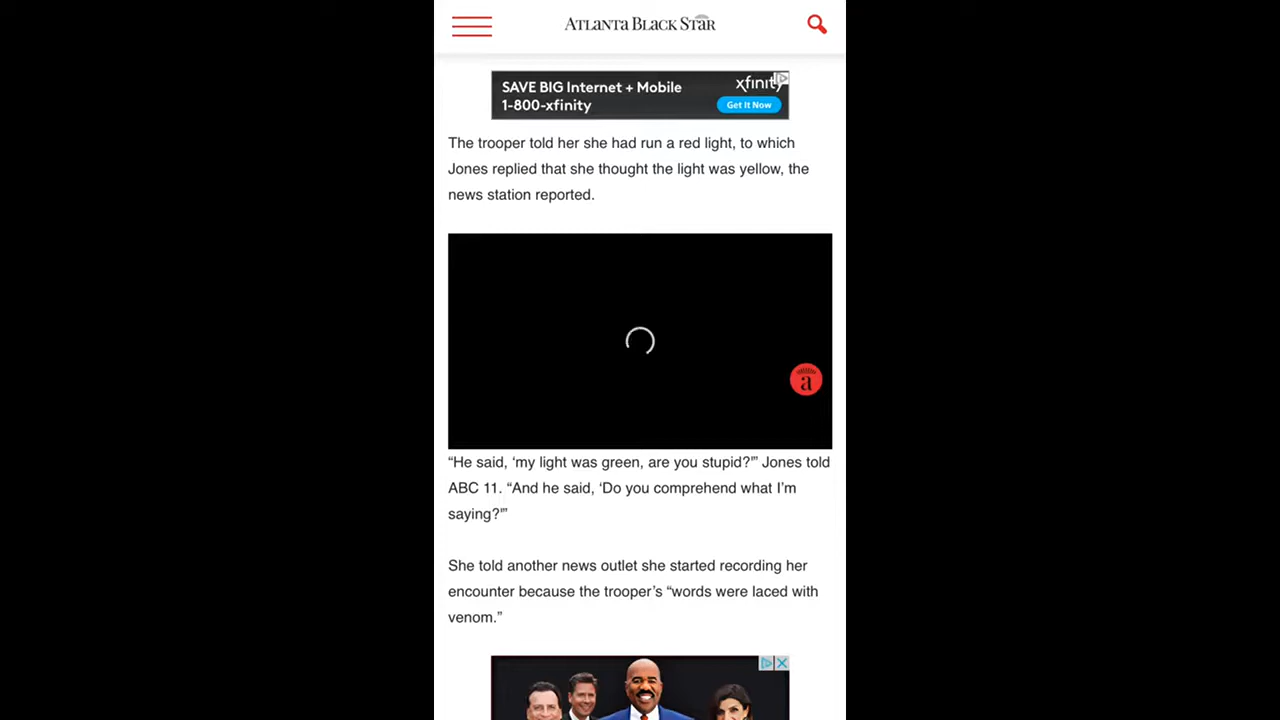 ATLANTA BLACK STAR
SAVE BIG Internet + Mobile
1-800-xfinity
xfinity
Get It Now
The trooper told her she had run a red light, to which
Jones replied that she thought the light was yellow, the
news station reported.
a
“He said, ‘my light was green, are you stupid?’” Jones told
ABC 11. “And he said, ‘Do you comprehend what I’m
saying?’”
She told another news outlet she started recording her
encounter because the trooper’s “words were laced with
venom.”